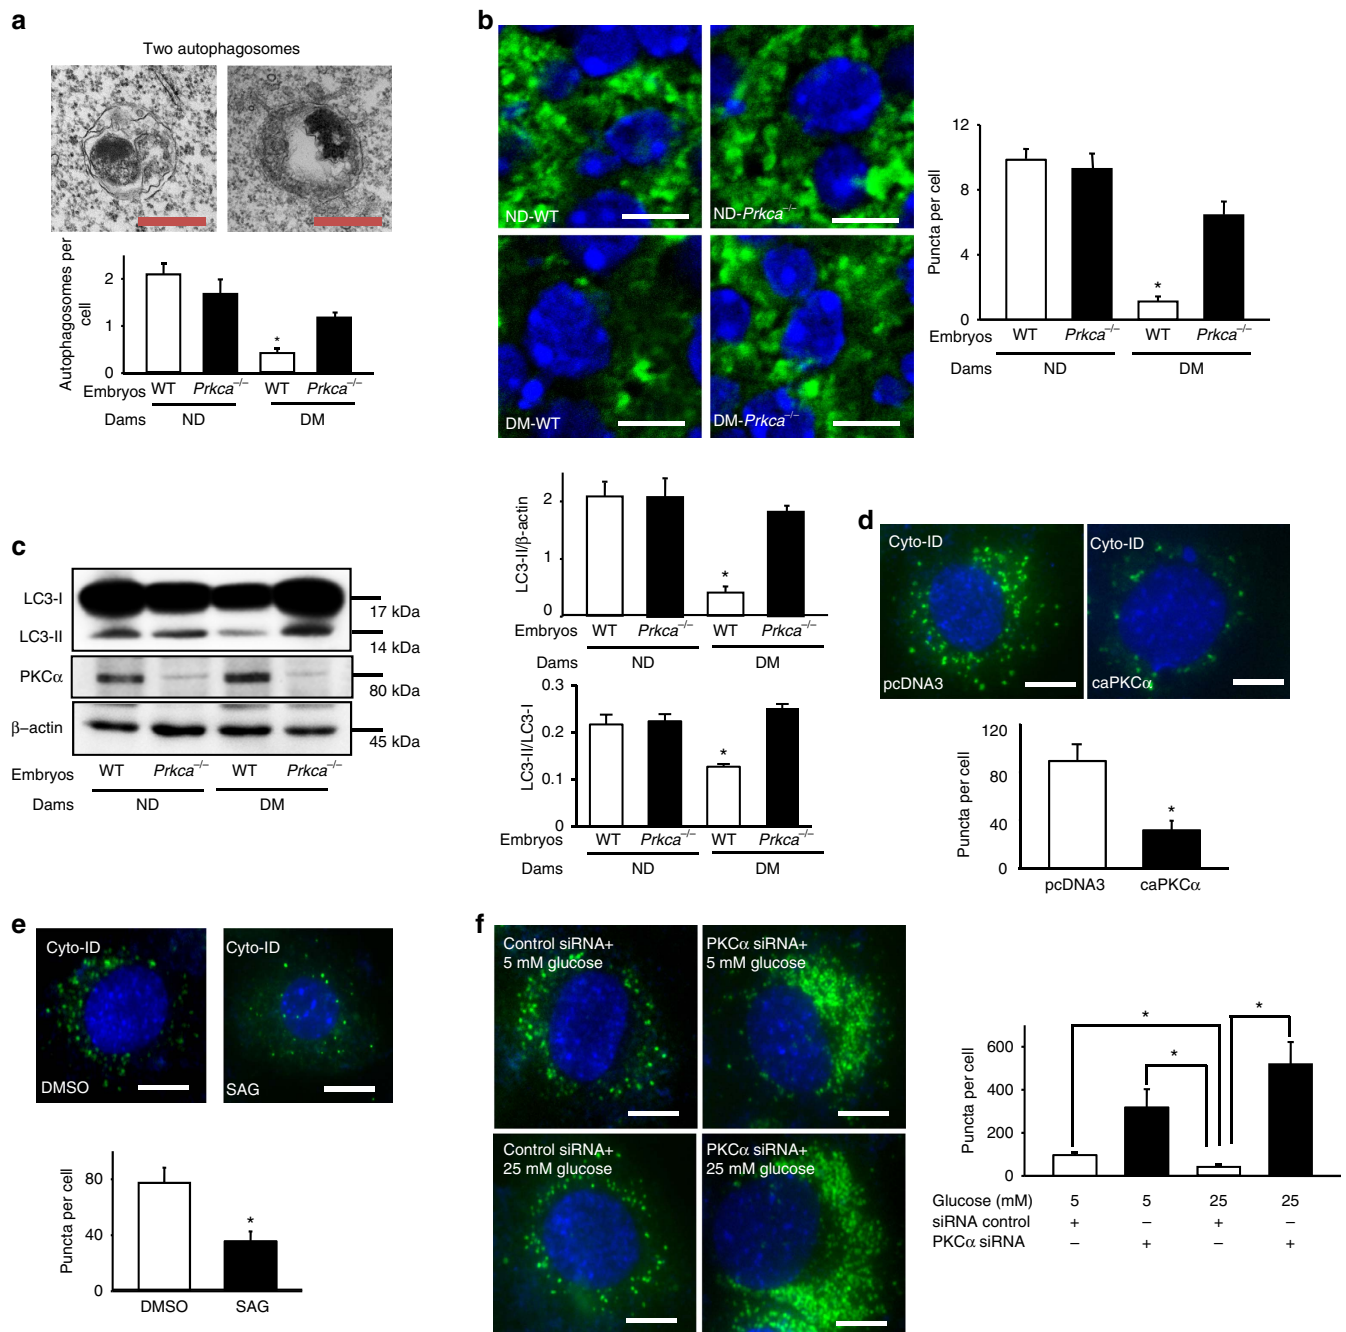 a
Two autophagosomes
Autophagosomes per
cell
2
1
0
Embryos WT Prkca−/− WT Prkca−/−
Dams ND DM
b
ND-WT
ND-Prkca−/−
DM-WT
DM-Prkca−/−
Puncta per cell
12
8
4
0
Embryos WT Prkca−/− WT Prkca−/−
Dams ND DM
c
LC3-I
17 kDa
LC3-II
14 kDa
PKCα
80 kDa
β–actin
45 kDa
Embryos WT Prkca−/− WT Prkca−/−
Dams ND DM
LC3-II/β-actin
2
1
0
*
Embryos WT Prkca−/− WT Prkca−/−
Dams ND DM
LC3-II/LC3-I
0.3
0.2
0.1
0
*
Embryos WT Prkca−/− WT Prkca−/−
Dams ND DM
d
Cyto-ID
pcDNA3
Cyto-ID
caPKCα
Puncta per cell
120
80
40
0
*
pcDNA3 caPKCα
e
Cyto-ID
DMSO
Cyto-ID
SAG
Puncta per cell
80
40
0
*
DMSO SAG
f
Control siRNA+
5 mM glucose
PKCα siRNA+
5 mM glucose
Control siRNA+
25 mM glucose
PKCα siRNA+
25 mM glucose
Puncta per cell
600
400
200
0
* * *
Glucose (mM) 5 5 25 25
siRNA control + − + −
PKCα siRNA − + − +